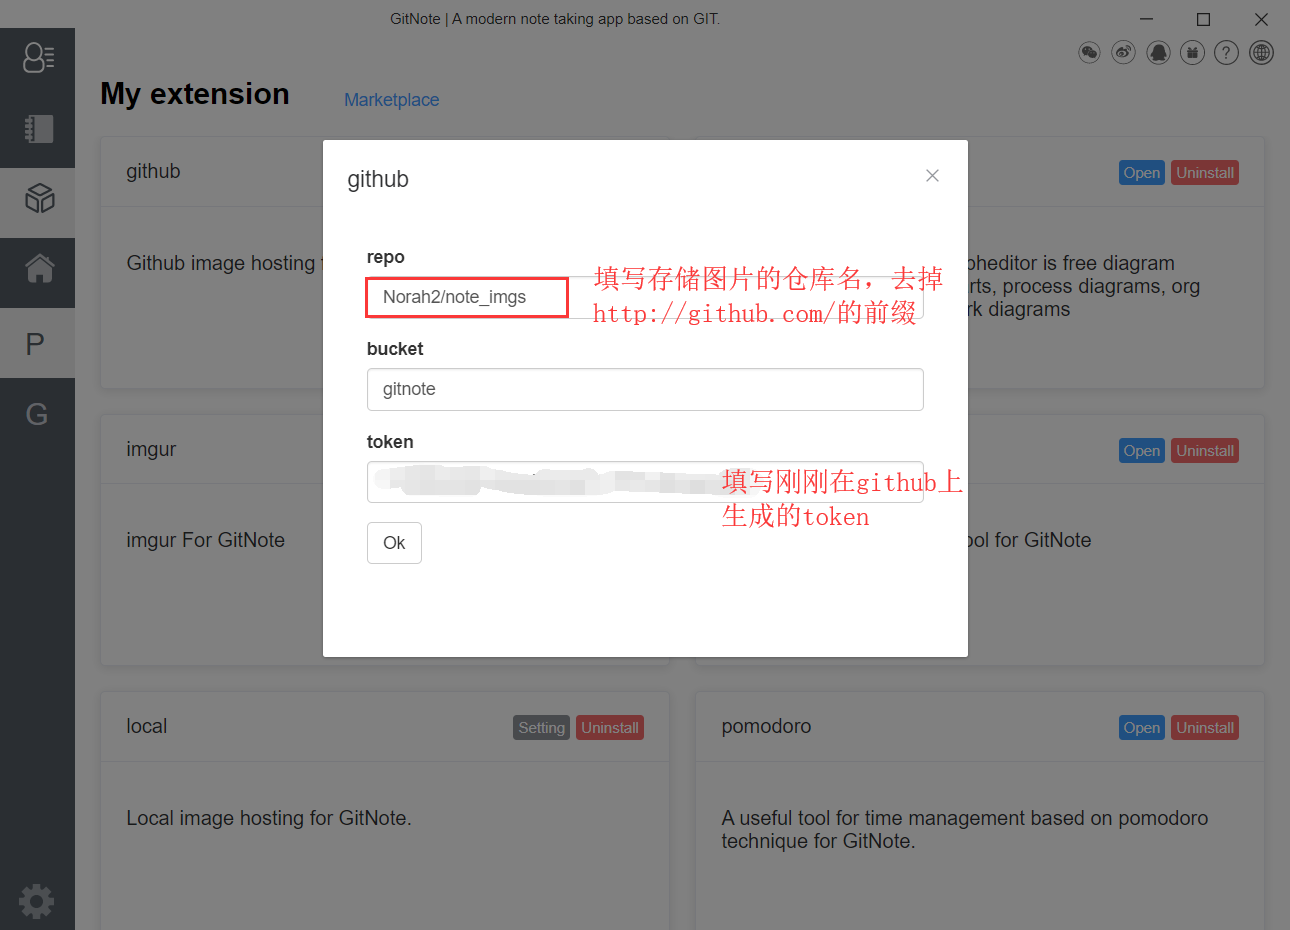 GitNote | A modern note taking app based on GIT.
My extension
Marketplace
github
Open
Uninstall
Github image hosting
pheditor is free diagram
rts, process diagrams, org
rk diagrams
github
repo
Norah2/note_imgs
填写存储图片的仓库名，去掉
http://github.com/的前缀
bucket
gitnote
token
填写刚刚在github上
生成的token
Ok
imgur
Open
Uninstall
imgur For GitNote
ool for GitNote
local
Setting
Uninstall
Local image hosting for GitNote.
pomodoro
Open
Uninstall
A useful tool for time management based on pomodoro
technique for GitNote.
P
G